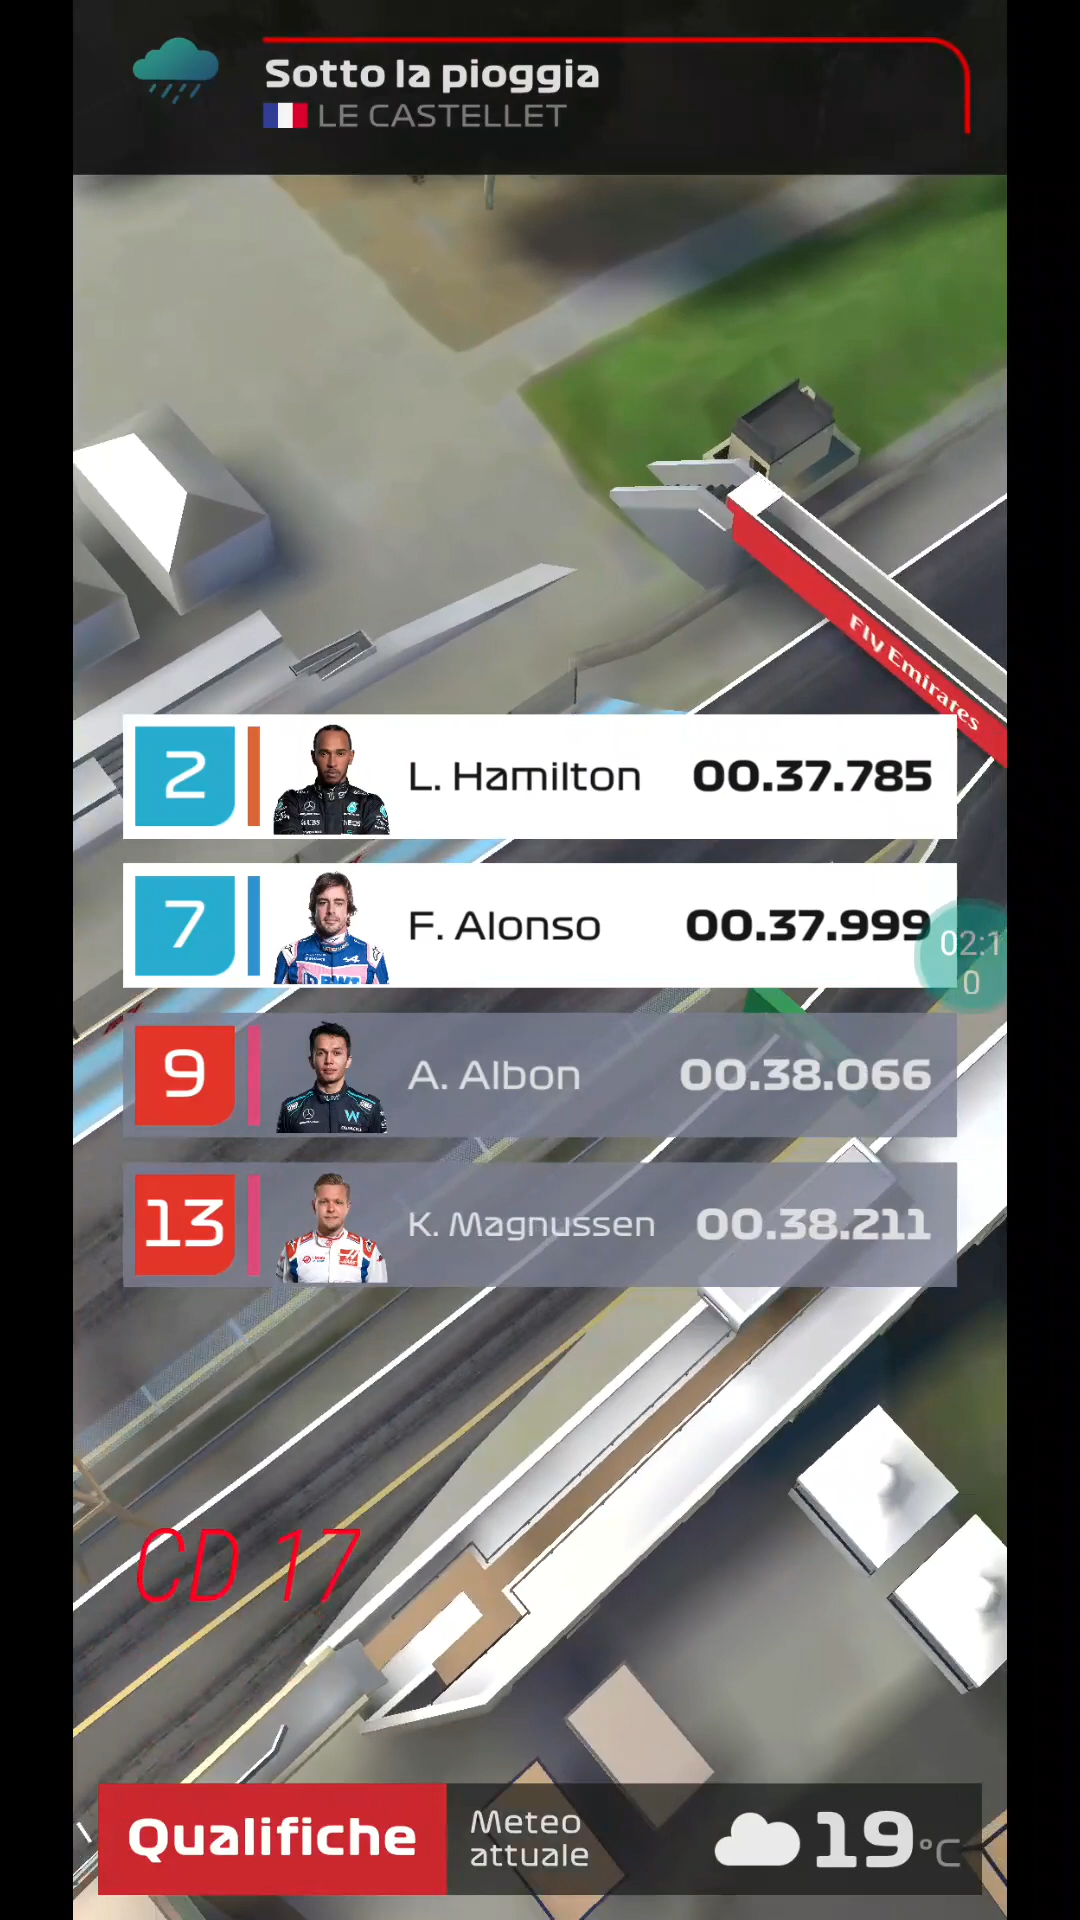 Sotto la pioggia
LE CASTELLET
Fly Emirates
2 L. Hamilton 00.37.785
7 F. Alonso 00.37.999
02:1
0
9 A. Albon 00.38.066
13 K. Magnussen 00.38.211
CD 17
Qualifiche
Meteo
attuale
19°C